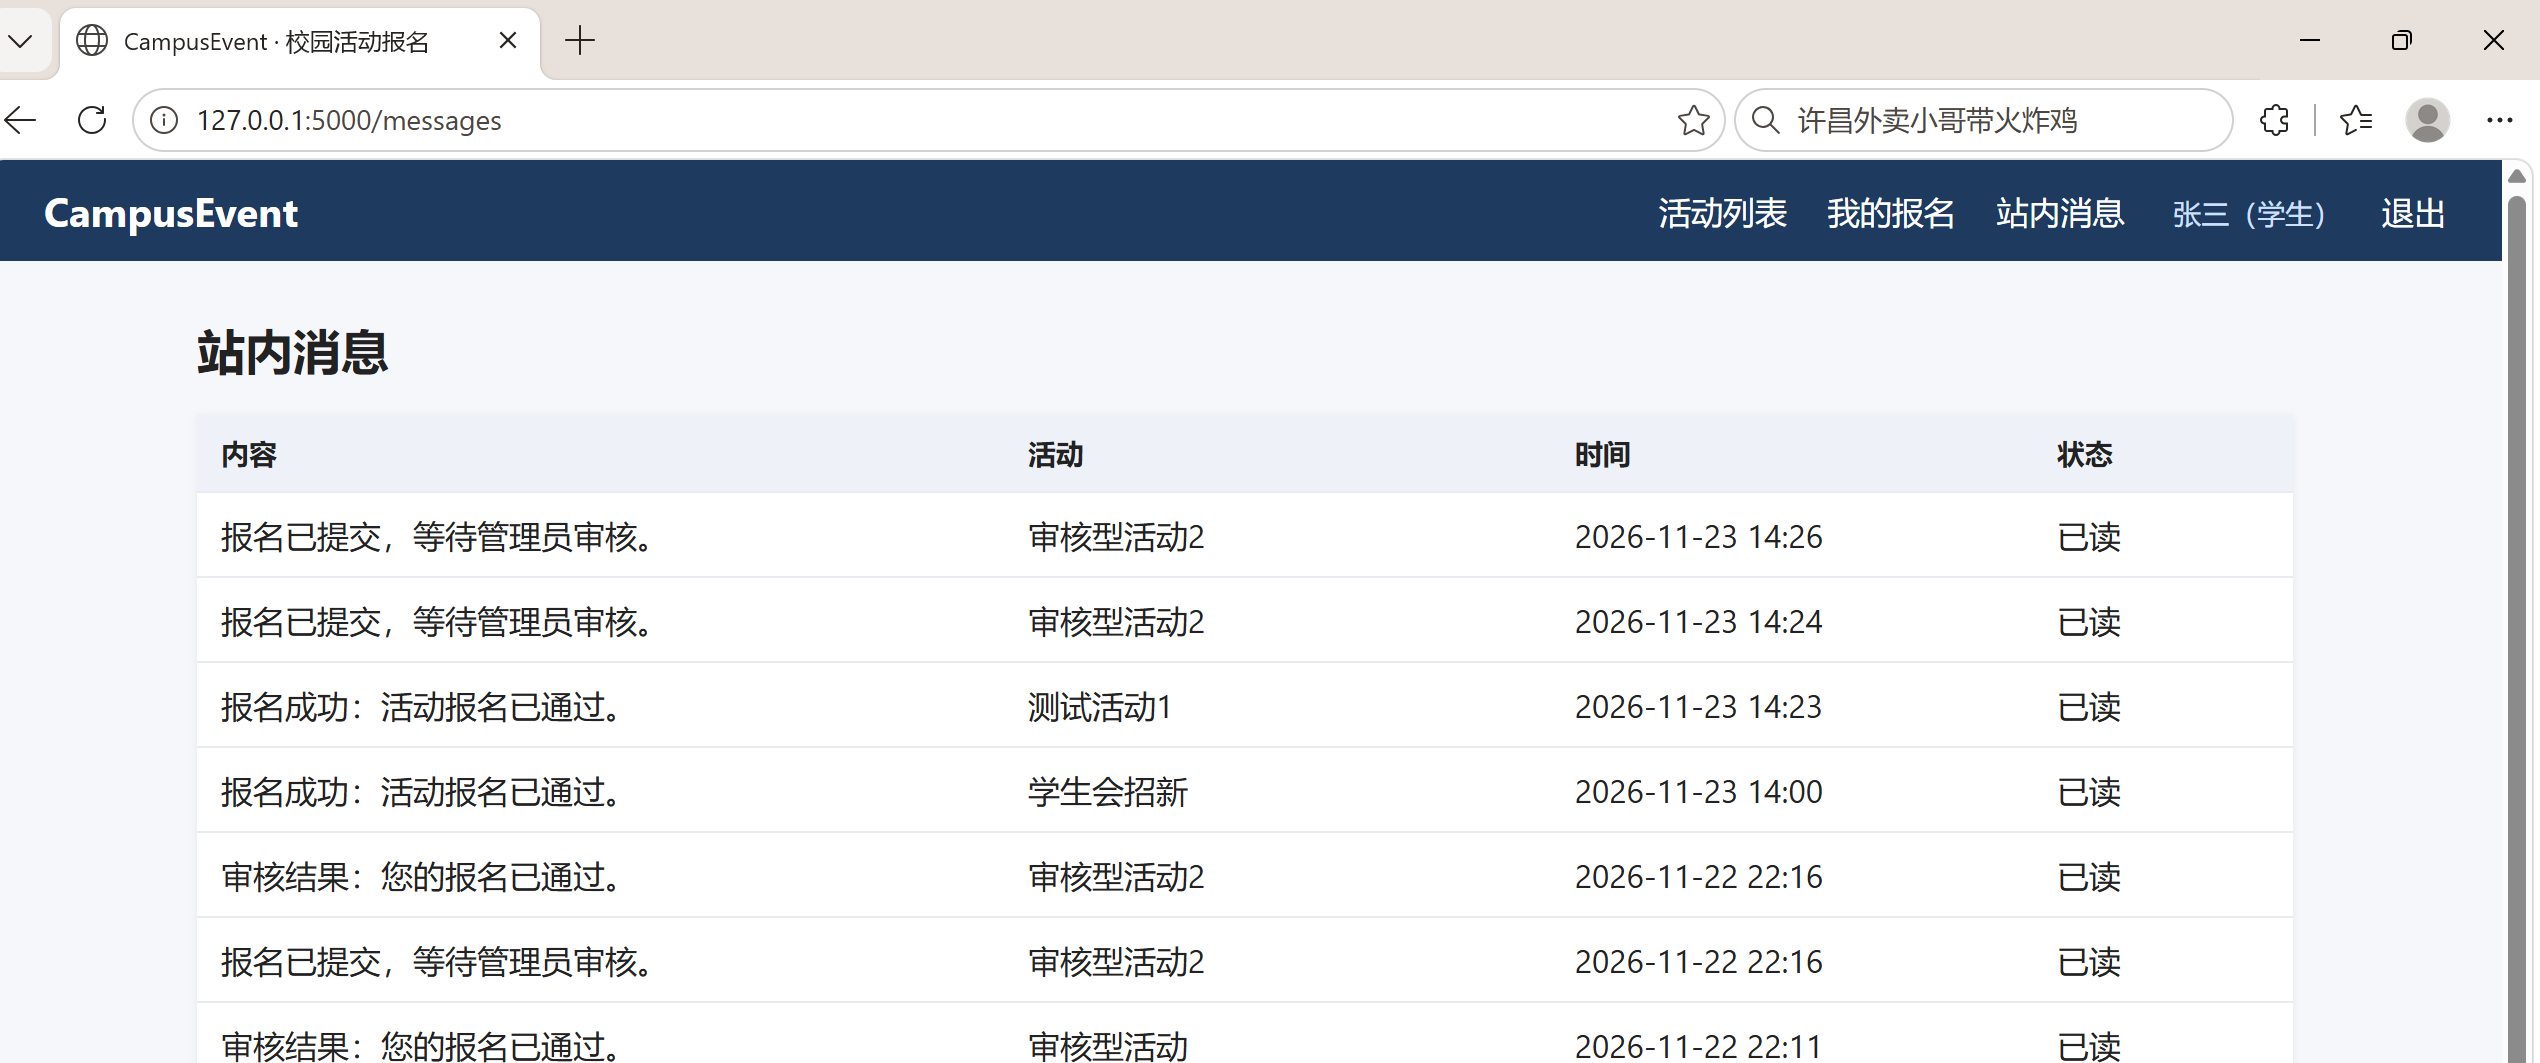 CampusEvent · 校园活动报名
127.0.0.1:5000/messages
许昌外卖小哥带火炸鸡
CampusEvent 活动列表 我的报名 站内消息 张三（学生） 退出
站内消息
内容 活动 时间 状态
报名已提交，等待管理员审核。 审核型活动2 2026-11-23 14:26 已读
报名已提交，等待管理员审核。 审核型活动2 2026-11-23 14:24 已读
报名成功：活动报名已通过。 测试活动1 2026-11-23 14:23 已读
报名成功：活动报名已通过。 学生会招新 2026-11-23 14:00 已读
审核结果：您的报名已通过。 审核型活动2 2026-11-22 22:16 已读
报名已提交，等待管理员审核。 审核型活动2 2026-11-22 22:16 已读
审核结果：您的报名已通过。 审核型活动 2026-11-22 22:11 已读